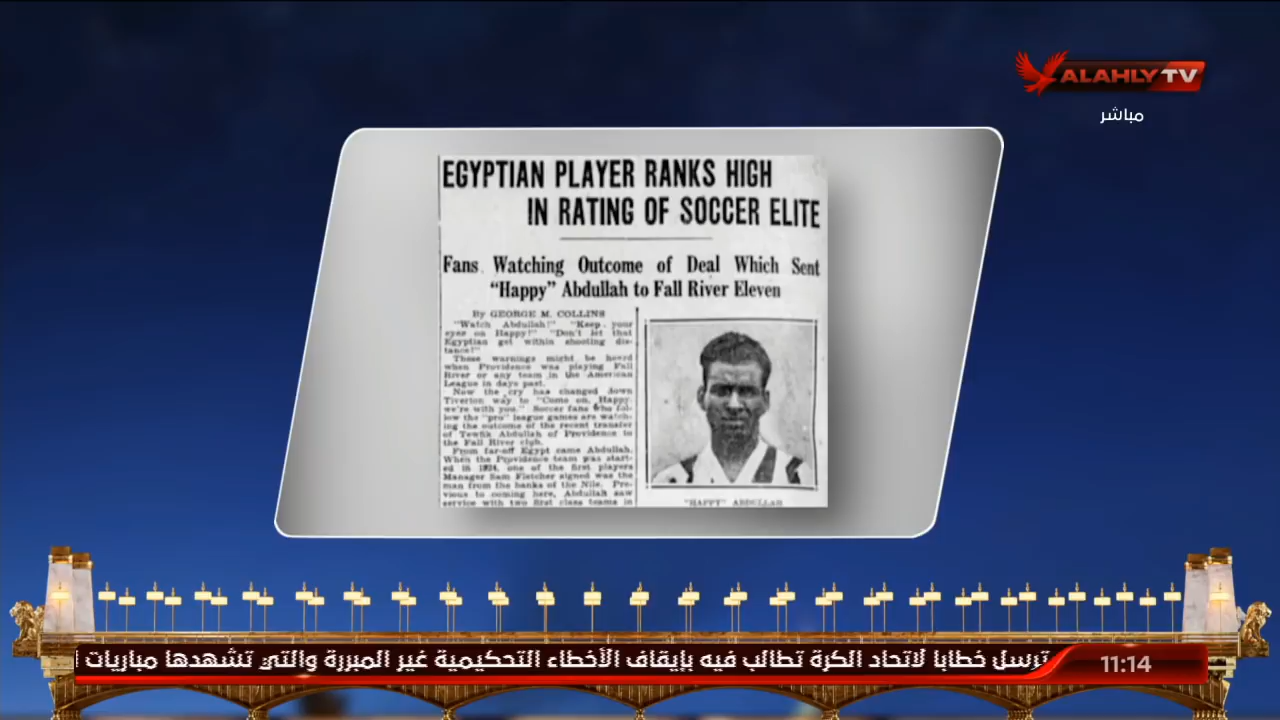 ALAHLY TV
مباشر
EGYPTIAN PLAYER RANKS HIGH
IN RATING OF SOCCER ELITE
Fans Watching Outcome of Deal Which Sent
"Happy" Abdullah to Fall River Eleven
By GEORGE M. COLLINS
"Watch Abdullah!" "Keep your
eyes on Happy!" "Don't let that
Egyptian get within shooting dis-
tance!"
These warnings might be heard
when Providence was playing Fall
River or any team in the American
League in days past.
Now the cry has changed down
Tiverton way to "Come on, Happy
we're with you." Soccer fans who fol-
low the "pro" league games are watch-
ing the outcome of the recent transfer
of Tewfik Abdullah of Providence to
the Fall River club.
From far-off Egypt came Abdullah.
When the Providence team was start-
ed in 1924, one of the first players
Manager Sam Fletcher signed was the
man from the banks of the Nile. Pre-
vious to coming here, Abdullah saw
service with two first class teams in
"HAPPY" ABDULLAH
ترسل خطابا لاتحاد الكرة تطالب فيه بإيقاف الأخطاء التحكيمية غير المبررة والتي تشهدها مباريات ا
11:14